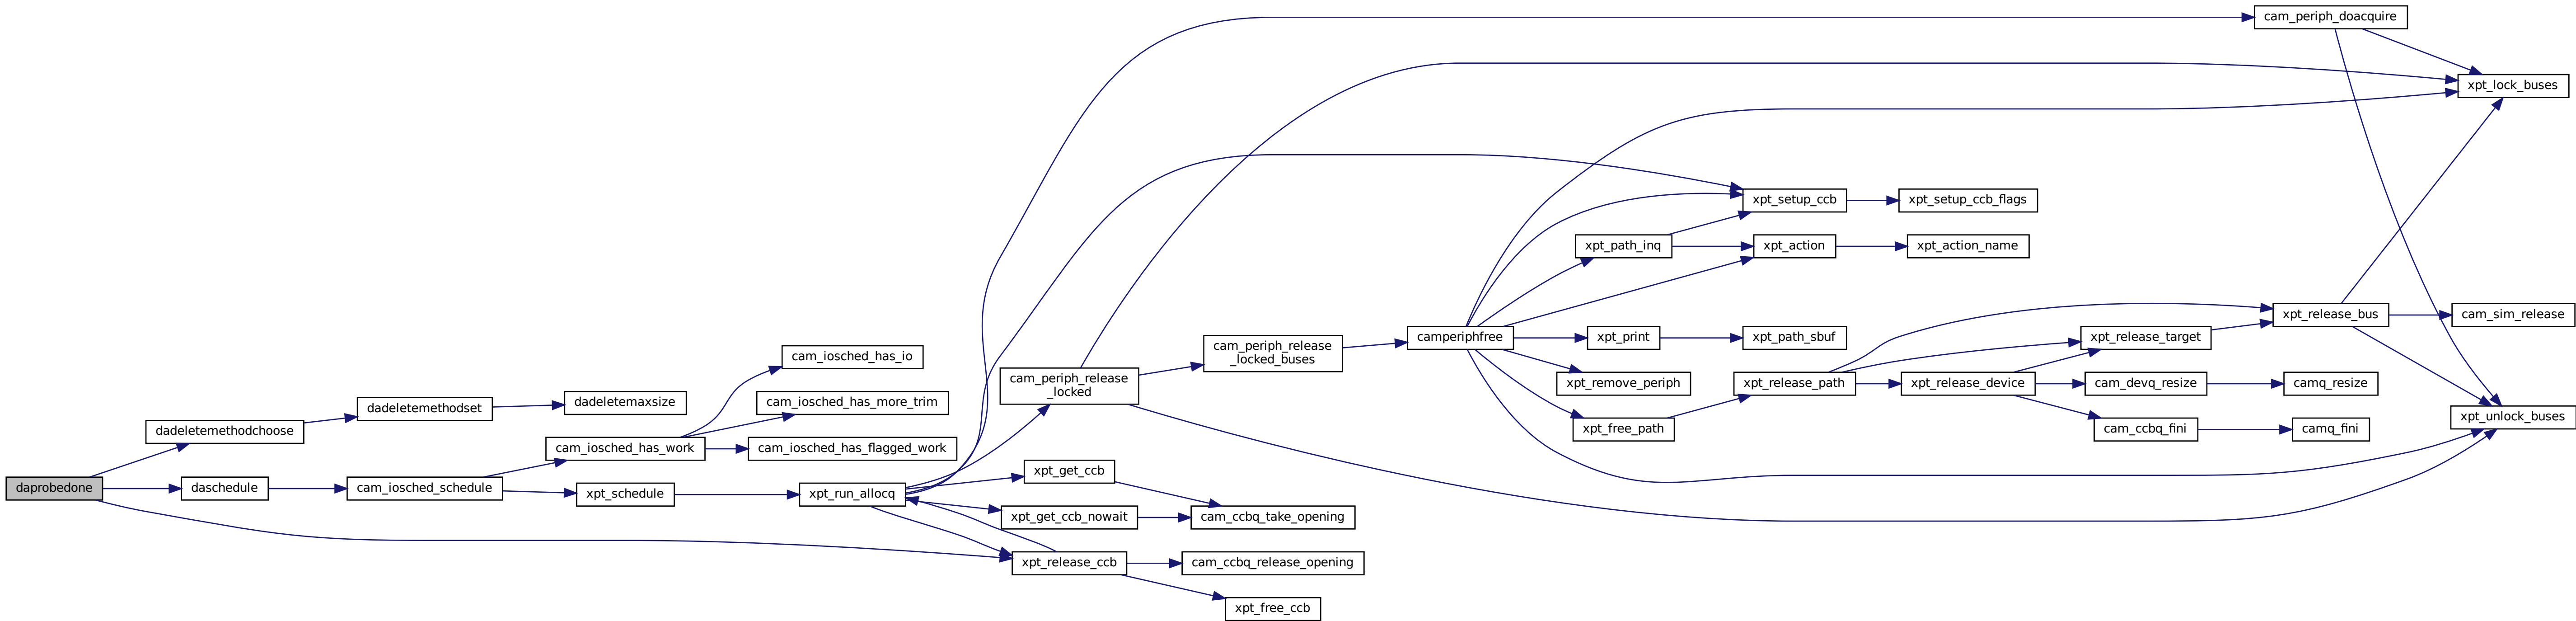 cam_periph_doacquire
xpt_lock_buses
xpt_setup_ccb
xpt_setup_ccb_flags
xpt_path_inq
xpt_action
xpt_action_name
xpt_release_bus
cam_sim_release
camperiphfree
xpt_print
xpt_path_sbuf
xpt_release_target
cam_periph_release
_locked_buses
cam_iosched_has_io
cam_periph_release
_locked
xpt_remove_periph
xpt_release_path
xpt_release_device
cam_devq_resize
camq_resize
dadeletemethodset
dadeletemaxsize
cam_iosched_has_more_trim
xpt_unlock_buses
dadeletemethodchoose
xpt_free_path
cam_ccbq_fini
camq_fini
cam_iosched_has_work
cam_iosched_has_flagged_work
xpt_get_ccb
daprobedone
daschedule
cam_iosched_schedule
xpt_schedule
xpt_run_allocq
xpt_get_ccb_nowait
cam_ccbq_take_opening
xpt_release_ccb
cam_ccbq_release_opening
xpt_free_ccb